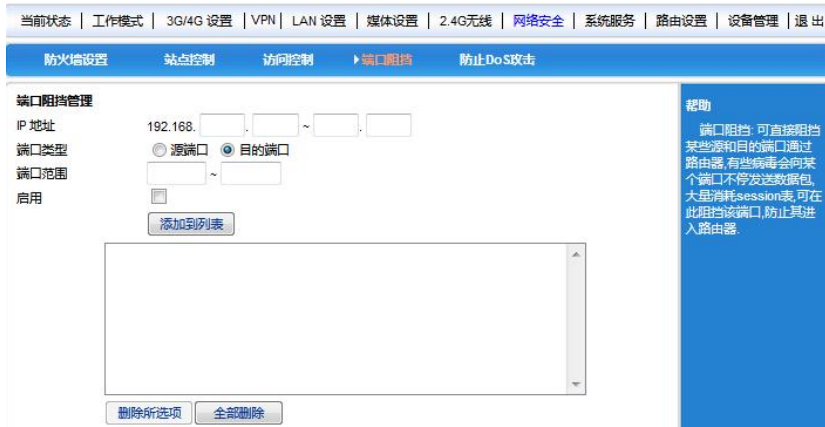 当前状态 | 工作模式 | 3G/4G 设置 | VPN | LAN 设置 | 媒体设置 | 2.4G无线 | 网络安全 | 系统服务 | 路由设置 | 设备管理 | 退 出
防火墙设置 站点控制 访问控制 端口阻挡 防止DoS攻击
端口阻挡管理
IP 地址 192.168. . ~ .
端口类型 源端口 目的端口
端口范围 ~
启用
添加到列表
删除所选项 全部删除
帮助
端口阻挡: 可直接阻挡
某些源和目的端口通过
路由器,有些病毒会向某
个端口不停发送数据包,
大量消耗session表,可在
此阻挡该端口,防止其进
入路由器.